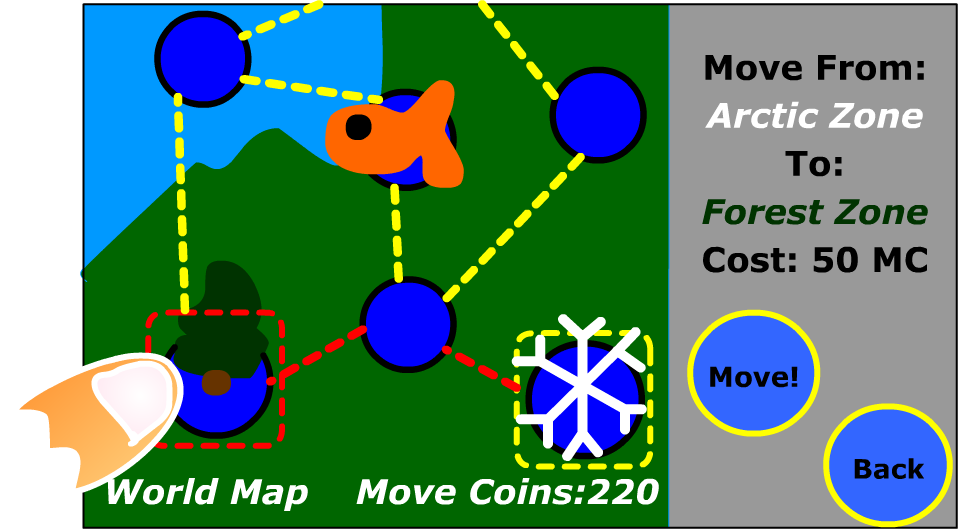 Move From:
Arctic Zone
To:
Forest Zone
Cost: 50 MC
Move!
Back
World Map
Move Coins:220